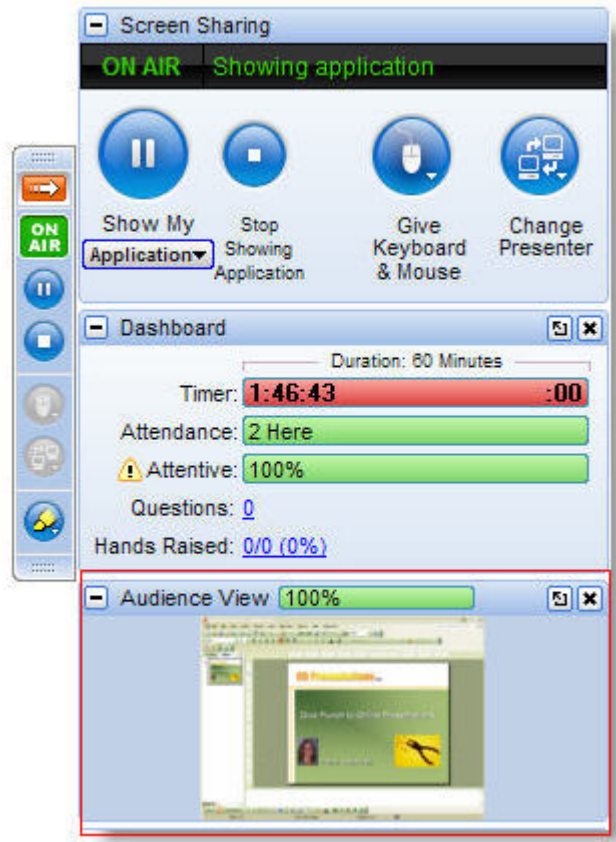 Screen Sharing
ON AIR Showing application
Show My
Application
Stop
Showing
Application
Give
Keyboard
& Mouse
Change
Presenter
ON
AIR
Dashboard
Duration: 60 Minutes
Timer: 1:46:43 :00
Attendance: 2 Here
Attentive: 100%
Questions: 0
Hands Raised: 0/0 (0%)
Audience View 100%